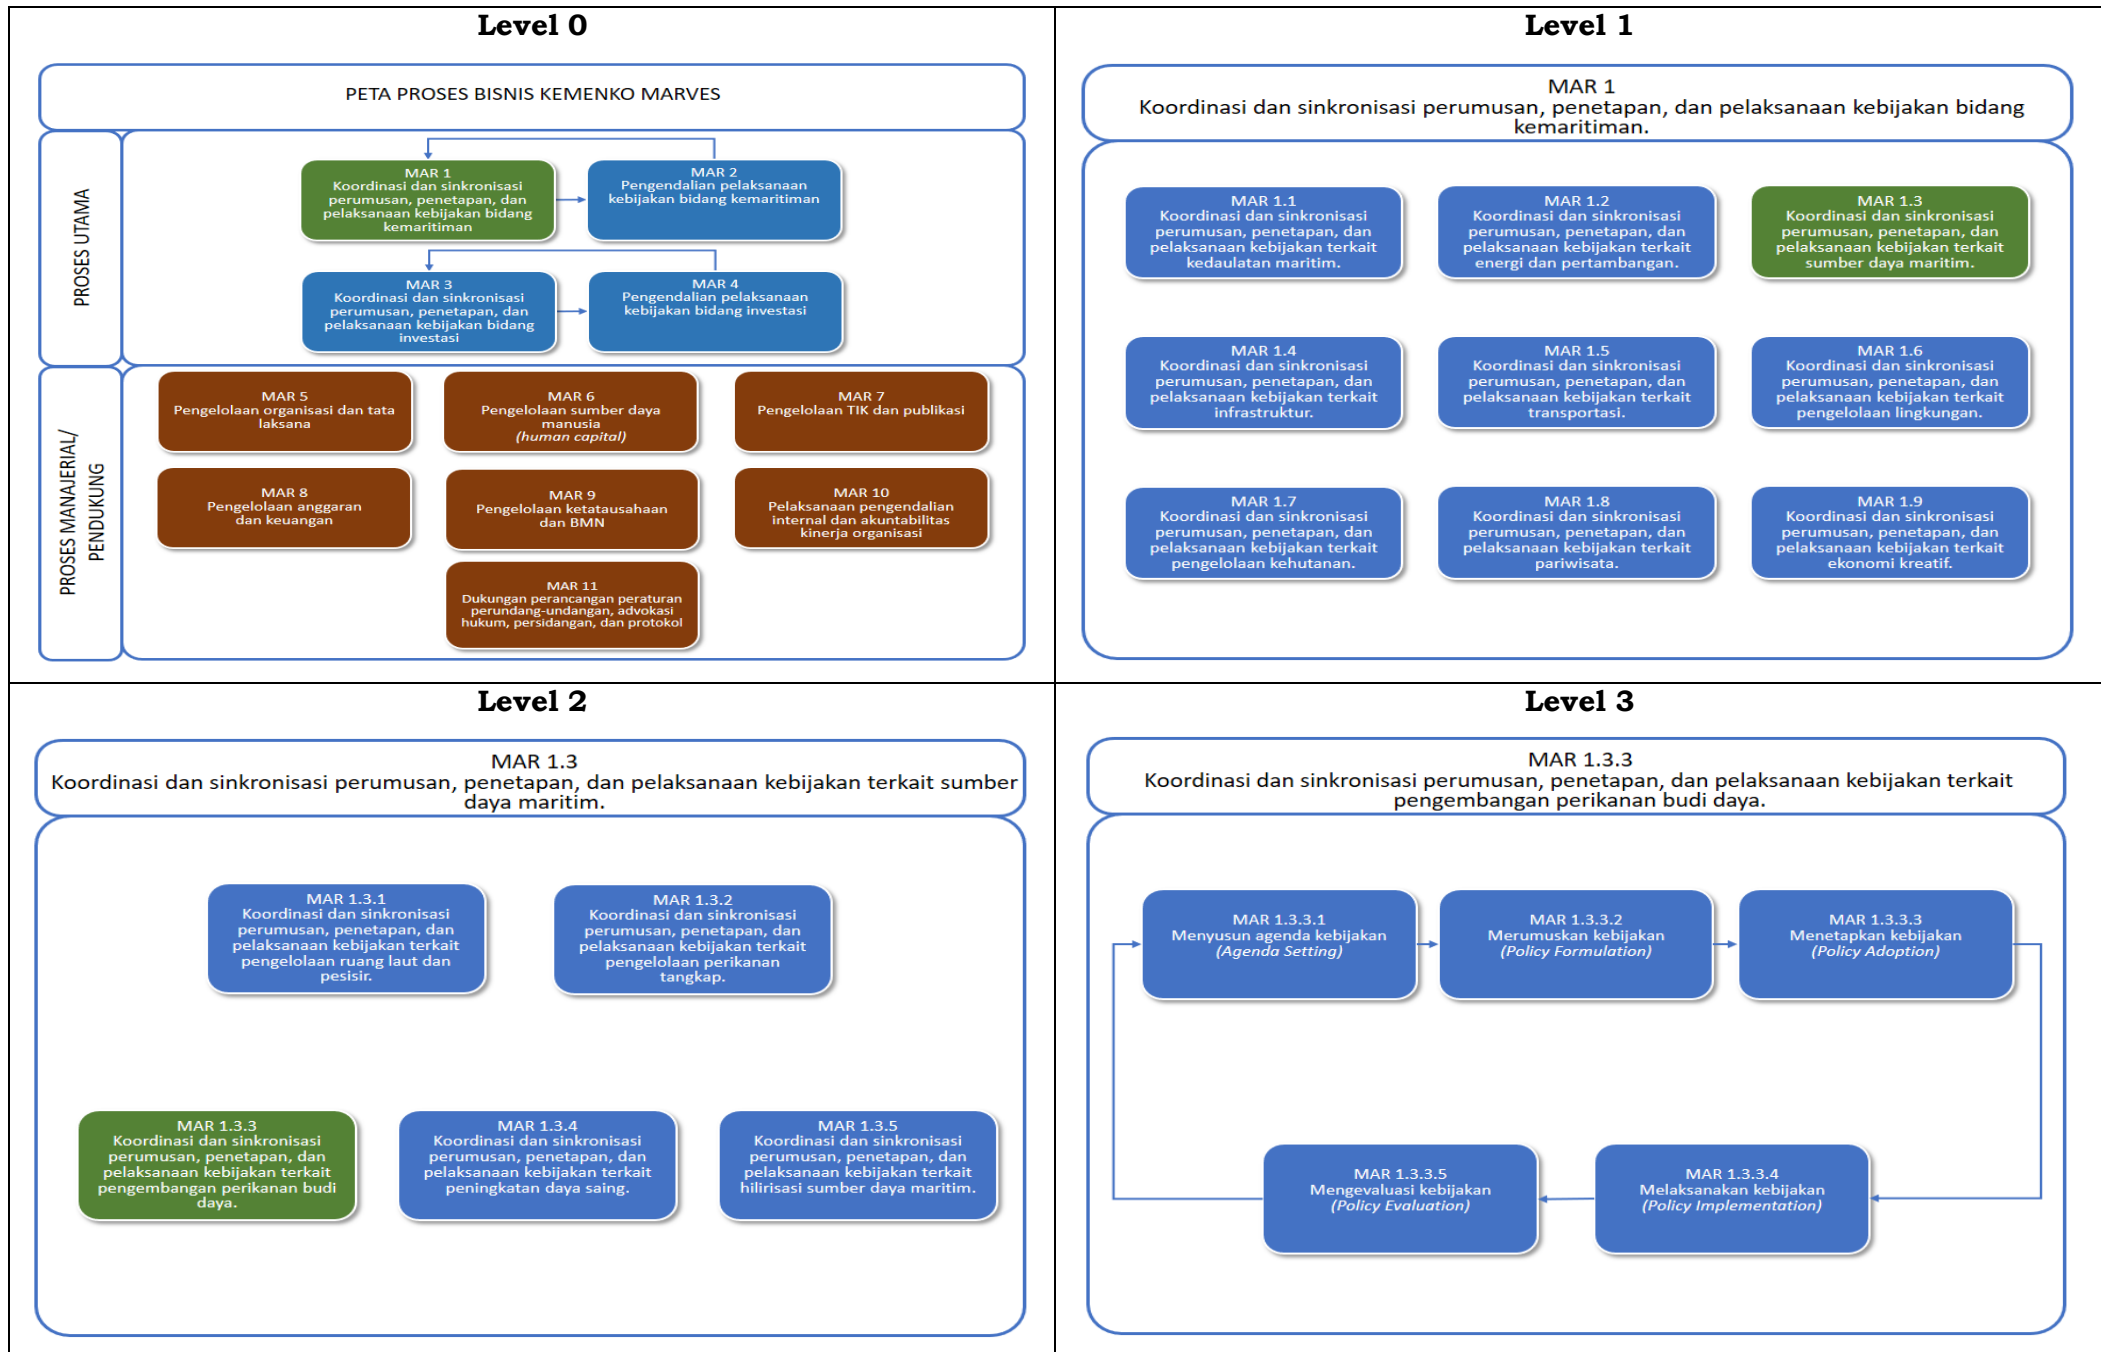 Level 0
PETA PROSES BISNIS KEMENKO MARVES
PROSES UTAMA
MAR 1
Koordinasi dan sinkronisasi
perumusan, penetapan, dan
pelaksanaan kebijakan bidang
kemaritiman
MAR 2
Pengendalian pelaksanaan
kebijakan bidang kemaritiman
MAR 3
Koordinasi dan sinkronisasi
perumusan, penetapan, dan
pelaksanaan kebijakan bidang
investasi
MAR 4
Pengendalian pelaksanaan
kebijakan bidang investasi
PROSES MANAJERIAL/
PENDUKUNG
MAR 5
Pengelolaan organisasi dan tata
laksana
MAR 6
Pengelolaan sumber daya
manusia
(human capital)
MAR 7
Pengelolaan TIK dan publikasi
MAR 8
Pengelolaan anggaran
dan keuangan
MAR 9
Pengelolaan ketatausahaan
dan BMN
MAR 10
Pelaksanaan pengendalian
internal dan akuntabilitas
kinerja organisasi
MAR 11
Dukungan perancangan peraturan
perundang-undangan, advokasi
hukum, persidangan, dan protokol
Level 1
MAR 1
Koordinasi dan sinkronisasi perumusan, penetapan, dan pelaksanaan kebijakan bidang
kemaritiman.
MAR 1.1
Koordinasi dan sinkronisasi
perumusan, penetapan, dan
pelaksanaan kebijakan terkait
kedaulatan maritim.
MAR 1.2
Koordinasi dan sinkronisasi
perumusan, penetapan, dan
pelaksanaan kebijakan terkait
energi dan pertambangan.
MAR 1.3
Koordinasi dan sinkronisasi
perumusan, penetapan, dan
pelaksanaan kebijakan terkait
sumber daya maritim.
MAR 1.4
Koordinasi dan sinkronisasi
perumusan, penetapan, dan
pelaksanaan kebijakan terkait
infrastruktur.
MAR 1.5
Koordinasi dan sinkronisasi
perumusan, penetapan, dan
pelaksanaan kebijakan terkait
transportasi.
MAR 1.6
Koordinasi dan sinkronisasi
perumusan, penetapan, dan
pelaksanaan kebijakan terkait
pengelolaan lingkungan.
MAR 1.7
Koordinasi dan sinkronisasi
perumusan, penetapan, dan
pelaksanaan kebijakan terkait
pengelolaan kehutanan.
MAR 1.8
Koordinasi dan sinkronisasi
perumusan, penetapan, dan
pelaksanaan kebijakan terkait
pariwisata.
MAR 1.9
Koordinasi dan sinkronisasi
perumusan, penetapan, dan
pelaksanaan kebijakan terkait
ekonomi kreatif.
Level 2
MAR 1.3
Koordinasi dan sinkronisasi perumusan, penetapan, dan pelaksanaan kebijakan terkait sumber
daya maritim.
MAR 1.3.1
Koordinasi dan sinkronisasi
perumusan, penetapan, dan
pelaksanaan kebijakan terkait
pengelolaan ruang laut dan
pesisir.
MAR 1.3.2
Koordinasi dan sinkronisasi
perumusan, penetapan, dan
pelaksanaan kebijakan terkait
pengelolaan perikanan
tangkap.
MAR 1.3.3
Koordinasi dan sinkronisasi
perumusan, penetapan, dan
pelaksanaan kebijakan terkait
pengembangan perikanan budi
daya.
MAR 1.3.4
Koordinasi dan sinkronisasi
perumusan, penetapan, dan
pelaksanaan kebijakan terkait
peningkatan daya saing.
MAR 1.3.5
Koordinasi dan sinkronisasi
perumusan, penetapan, dan
pelaksanaan kebijakan terkait
hilirisasi sumber daya maritim.
Level 3
MAR 1.3.3
Koordinasi dan sinkronisasi perumusan, penetapan, dan pelaksanaan kebijakan terkait
pengembangan perikanan budi daya.
MAR 1.3.3.1
Menyusun agenda kebijakan
(Agenda Setting)
MAR 1.3.3.2
Merumuskan kebijakan
(Policy Formulation)
MAR 1.3.3.3
Menetapkan kebijakan
(Policy Adoption)
MAR 1.3.3.5
Mengevaluasi kebijakan
(Policy Evaluation)
MAR 1.3.3.4
Melaksanakan kebijakan
(Policy Implementation)